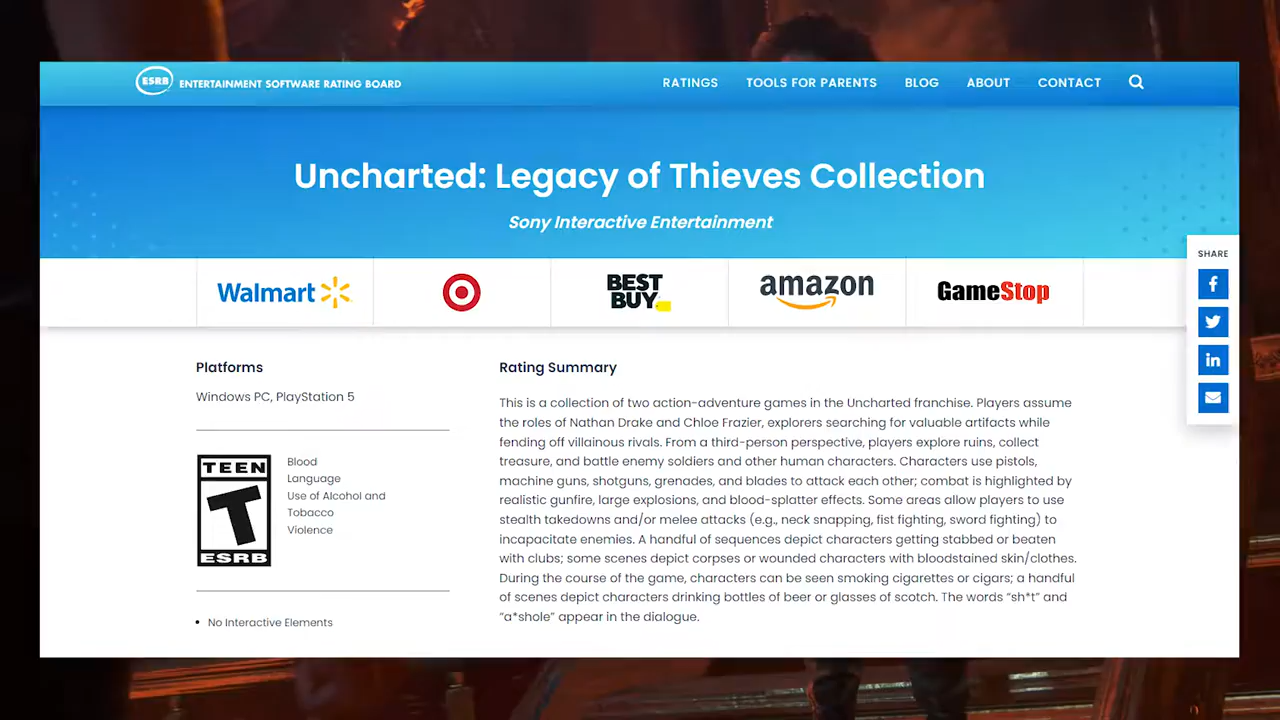 ESRB ENTERTAINMENT SOFTWARE RATING BOARD
RATINGS TOOLS FOR PARENTS BLOG ABOUT CONTACT
Uncharted: Legacy of Thieves Collection
Sony Interactive Entertainment
SHARE
Walmart
BEST
BUY
amazon
GameStop
Platforms
Windows PC, PlayStation 5
TEEN
T
ESRB
Blood
Language
Use of Alcohol and
Tobacco
Violence
• No Interactive Elements
Rating Summary
This is a collection of two action-adventure games in the Uncharted franchise. Players assume
the roles of Nathan Drake and Chloe Frazier, explorers searching for valuable artifacts while
fending off villainous rivals. From a third-person perspective, players explore ruins, collect
treasure, and battle enemy soldiers and other human characters. Characters use pistols,
machine guns, shotguns, grenades, and blades to attack each other; combat is highlighted by
realistic gunfire, large explosions, and blood-splatter effects. Some areas allow players to use
stealth takedowns and/or melee attacks (e.g., neck snapping, fist fighting, sword fighting) to
incapacitate enemies. A handful of sequences depict characters getting stabbed or beaten
with clubs; some scenes depict corpses or wounded characters with bloodstained skin/clothes.
During the course of the game, characters can be seen smoking cigarettes or cigars; a handful
of scenes depict characters drinking bottles of beer or glasses of scotch. The words “sh*t” and
“a*shole” appear in the dialogue.